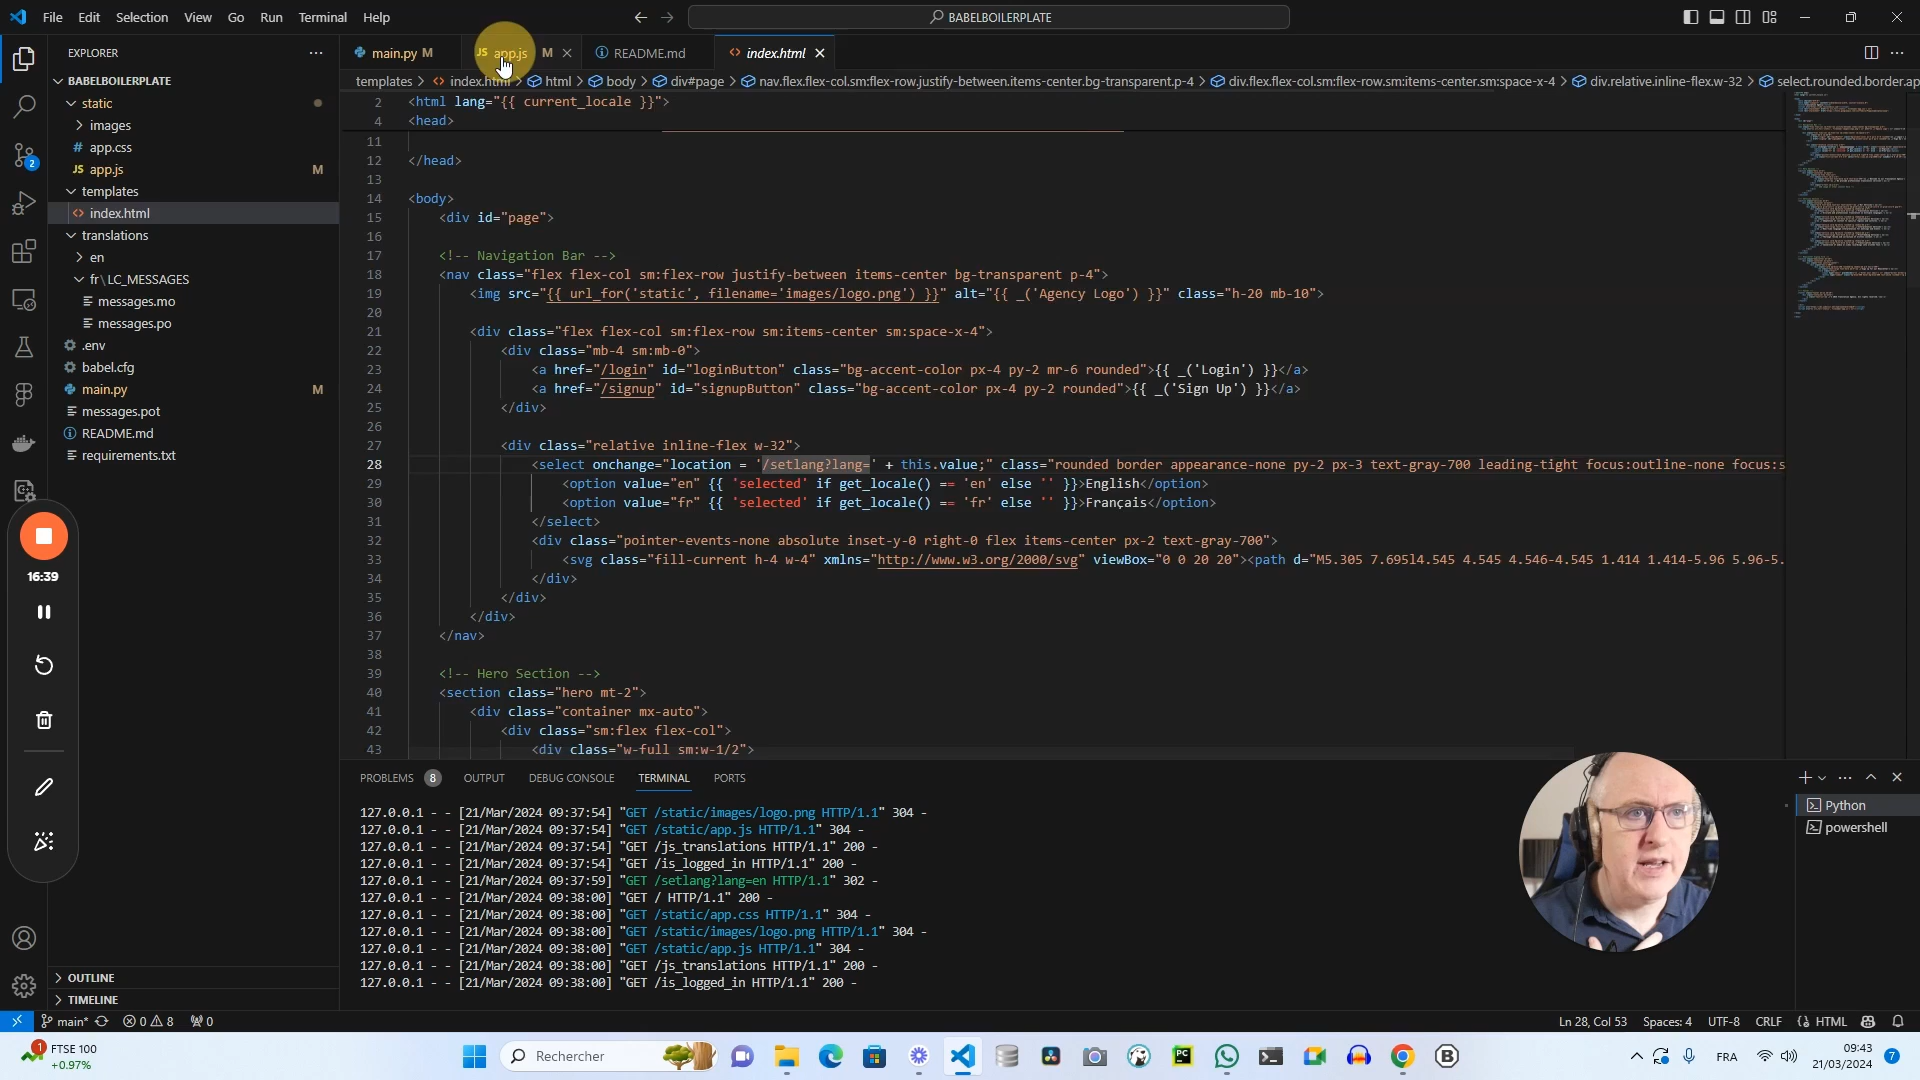 File Edit Selection View Go Run Terminal Help
BABELBOILERPLATE
EXPLORER
BABELBOILERPLATE
static
images
# app.css
JS app.js M
templates
<> index.html
translations
en
fr\LC_MESSAGES
messages.mo
messages.po
.env
babel.cfg
main.py M
messages.pot
README.md
requirements.txt
OUTLINE
TIMELINE
2
16:39
main.py M JS app.js M README.md <> index.html
templates > <> index.html > html > body > div#page > nav.flex.flex-col.sm:flex-row.justify-between.items-center.bg-transparent.p-4 > div.flex.flex-col.sm:flex-row.sm:items-center.sm:space-x-4 > div.relative.inline-flex.w-32 > select.rounded.border.ap
2 <html lang="{{ current_locale }}">
4 <head>
11
12 </head>
13
14 <body>
15 <div id="page">
16
17 <!-- Navigation Bar -->
18 <nav class="flex flex-col sm:flex-row justify-between items-center bg-transparent p-4">
19 <img src="{{ url_for('static', filename='images/logo.png') }}" alt="{{ _('Agency Logo') }}" class="h-20 mb-10">
20
21 <div class="flex flex-col sm:flex-row sm:items-center sm:space-x-4">
22 <div class="mb-4 sm:mb-0">
23 <a href="/login" id="loginButton" class="bg-accent-color px-4 py-2 mr-6 rounded">{{ _('Login') }}</a>
24 <a href="/signup" id="signupButton" class="bg-accent-color px-4 py-2 rounded">{{ _('Sign Up') }}</a>
25 </div>
26
27 <div class="relative inline-flex w-32">
28 <select onchange="location = '/setlang?lang=' + this.value;" class="rounded border appearance-none py-2 px-3 text-gray-700 leading-tight focus:outline-none focus:s
29 <option value="en" {{ 'selected' if get_locale() == 'en' else '' }}>English</option>
30 <option value="fr" {{ 'selected' if get_locale() == 'fr' else '' }}>Français</option>
31 </select>
32 <div class="pointer-events-none absolute inset-y-0 right-0 flex items-center px-2 text-gray-700">
33 <svg class="fill-current h-4 w-4" xmlns="http://www.w3.org/2000/svg" viewBox="0 0 20 20"><path d="M5.305 7.695l4.545 4.545 4.546-4.545 1.414 1.414-5.96 5.96-5.
34 </div>
35 </div>
36 </div>
37 </nav>
38
39 <!-- Hero Section -->
40 <section class="hero mt-2">
41 <div class="container mx-auto">
42 <div class="sm:flex flex-col">
43 <div class="w-full sm:w-1/2">
PROBLEMS 8 OUTPUT DEBUG CONSOLE TERMINAL PORTS
127.0.0.1 - - [21/Mar/2024 09:37:54] "GET /static/images/logo.png HTTP/1.1" 304 -
127.0.0.1 - - [21/Mar/2024 09:37:54] "GET /static/app.js HTTP/1.1" 304 -
127.0.0.1 - - [21/Mar/2024 09:37:54] "GET /js_translations HTTP/1.1" 200 -
127.0.0.1 - - [21/Mar/2024 09:37:54] "GET /is_logged_in HTTP/1.1" 200 -
127.0.0.1 - - [21/Mar/2024 09:37:59] "GET /setlang?lang=en HTTP/1.1" 302 -
127.0.0.1 - - [21/Mar/2024 09:38:00] "GET / HTTP/1.1" 200 -
127.0.0.1 - - [21/Mar/2024 09:38:00] "GET /static/app.css HTTP/1.1" 304 -
127.0.0.1 - - [21/Mar/2024 09:38:00] "GET /static/images/logo.png HTTP/1.1" 304 -
127.0.0.1 - - [21/Mar/2024 09:38:00] "GET /static/app.js HTTP/1.1" 304 -
127.0.0.1 - - [21/Mar/2024 09:38:00] "GET /js_translations HTTP/1.1" 200 -
127.0.0.1 - - [21/Mar/2024 09:38:00] "GET /is_logged_in HTTP/1.1" 200 -
Python
powershell
main* 0 8 0
Ln 28, Col 53 Spaces: 4 UTF-8 CRLF HTML
1 FTSE 100
+0.97%
Rechercher
PC
B
FRA
09:43
21/03/2024
7